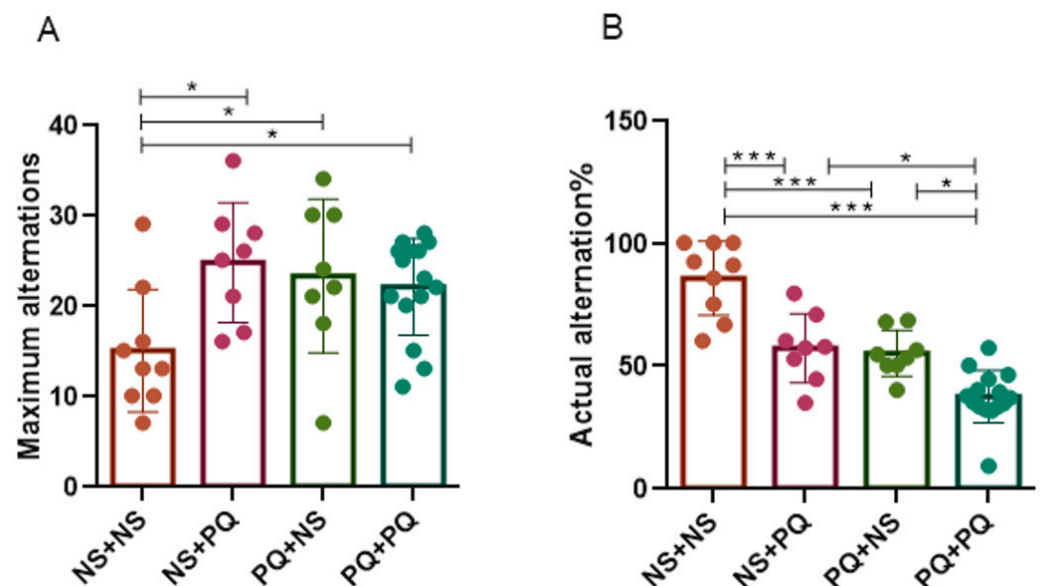 A
B
*
*
*
40
30
20
10
0
Maximum alternations
NS+NS
NS+PQ
PQ+NS
PQ+PQ
150
100
50
0
Actual alternation%
***
*
***
*
***
NS+NS
NS+PQ
PQ+NS
PQ+PQ